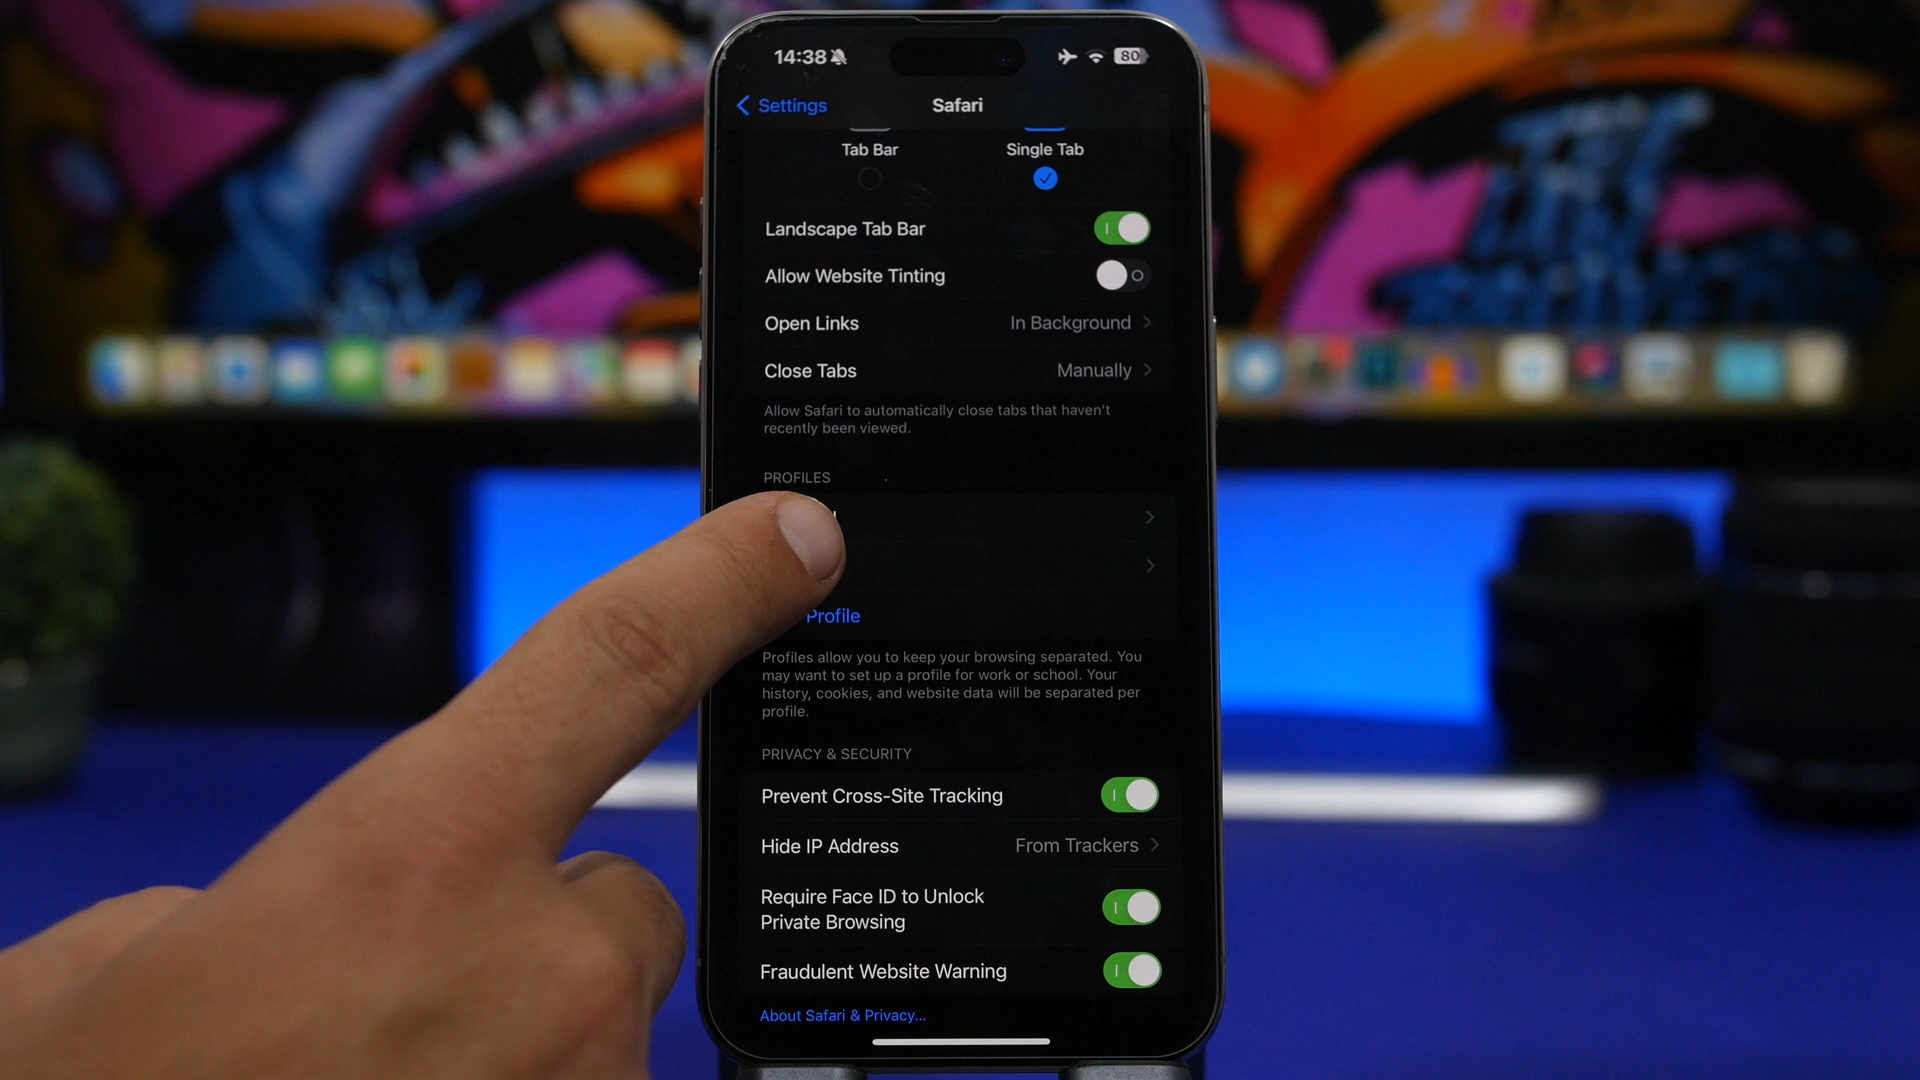 14:38
80
Settings
Safari
Tab Bar
Single Tab
Landscape Tab Bar
Allow Website Tinting
Open Links
In Background
Close Tabs
Manually
Allow Safari to automatically close tabs that haven't
recently been viewed.
PROFILES
Profile
Profiles allow you to keep your browsing separated. You
may want to set up a profile for work or school. Your
history, cookies, and website data will be separated per
profile.
PRIVACY & SECURITY
Prevent Cross-Site Tracking
Hide IP Address
From Trackers
Require Face ID to Unlock
Private Browsing
Fraudulent Website Warning
About Safari & Privacy...